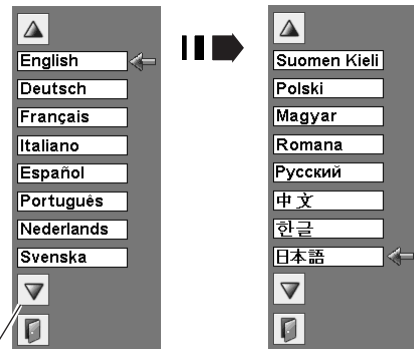 English
Deutsch
Français
Italiano
Español
Português
Nederlands
Svenska
Suomen Kieli
Polski
Magyar
Romana
Русский
中文
한글
日本語